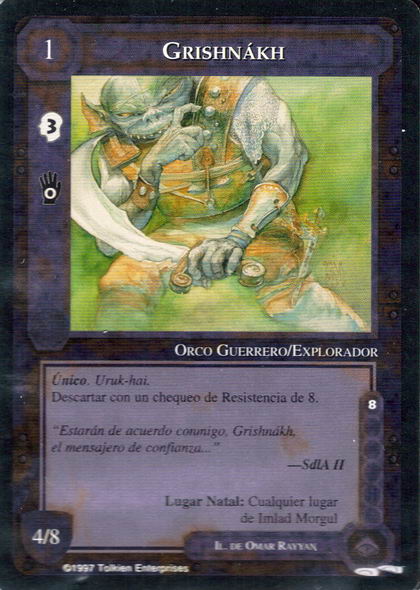 1
GRISHNÁKH
3
0
ORCO GUERRERO/EXPLORADOR
Único. Uruk-hai.
Descartar con un chequeo de Resistencia de 8.
8
“Estarán de acuerdo conmigo, Grishnákh,
el mensajero de confianza...”
—SdlA II
Lugar Natal: Cualquier lugar
de Imlad Morgul
4/8
IL. DE OMAR RAYYAN
©1997 Tolkien Enterprises